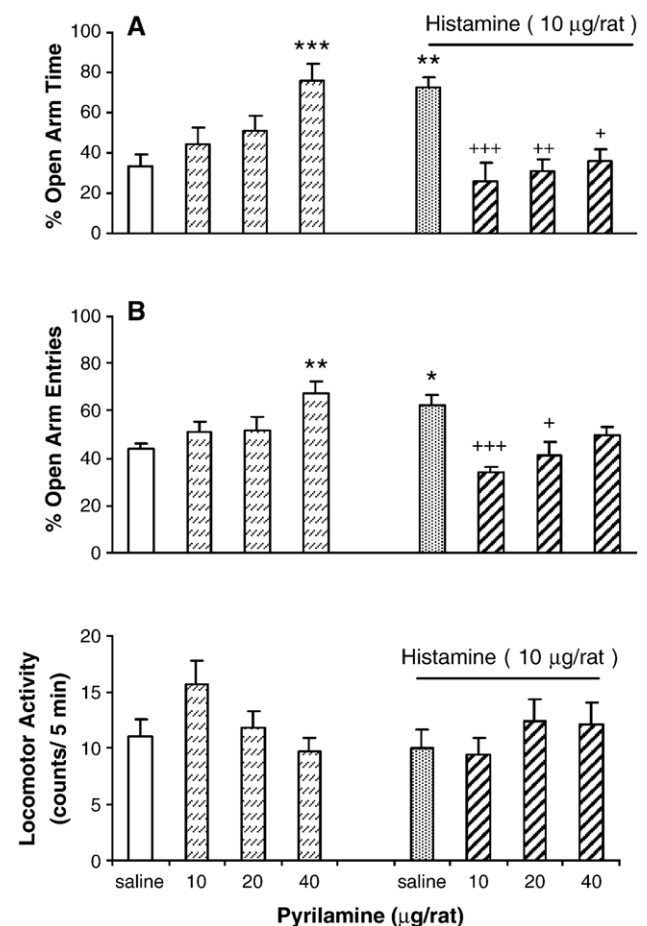 A
Histamine ( 10 μg/rat )
% Open Arm Time
100
80
60
40
20
0
***
**
+++
++
+
B
% Open Arm Entries
100
80
60
40
20
0
**
*
+++
+
Locomotor Activity
(counts/ 5 min)
20
15
10
5
0
Histamine ( 10 μg/rat )
saline 10 20 40 saline 10 20 40
Pyrilamine (μg/rat)